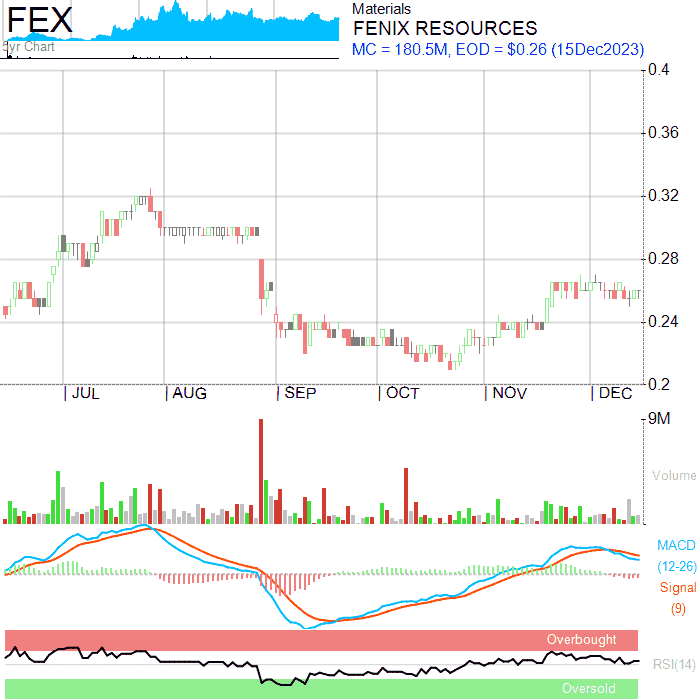 FEX
5yr Chart
Materials
FENIX RESOURCES
MC = 180.5M, EOD = $0.26 (15Dec2023)
0.4
0.36
0.32
0.28
0.24
0.2
JUL AUG SEP OCT NOV DEC
9M
Volume
MACD
(12-26)
Signal
(9)
Overbought
RSI(14)
Oversold